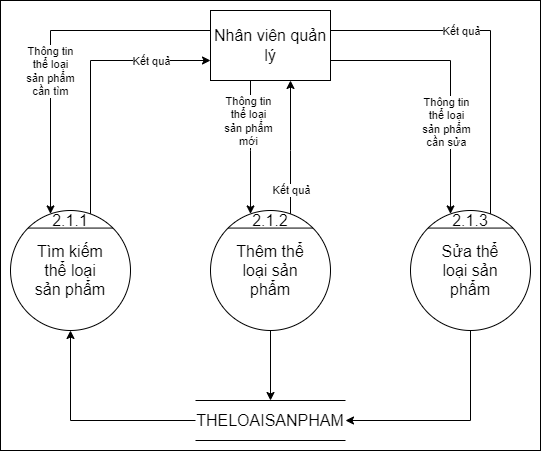 Nhân viên quản
lý
Thông tin
thể loại
sản phẩm
cần tìm
Kết quả
Thông tin
thể loại
sản phẩm
mới
Kết quả
Thông tin
thể loại
sản phẩm
cần sửa
Kết quả
2.1.1
Tìm kiếm
thể loại
sản phẩm
2.1.2
Thêm thể
loại sản
phẩm
2.1.3
Sửa thể
loại sản
phẩm
THELOAISANPHAM